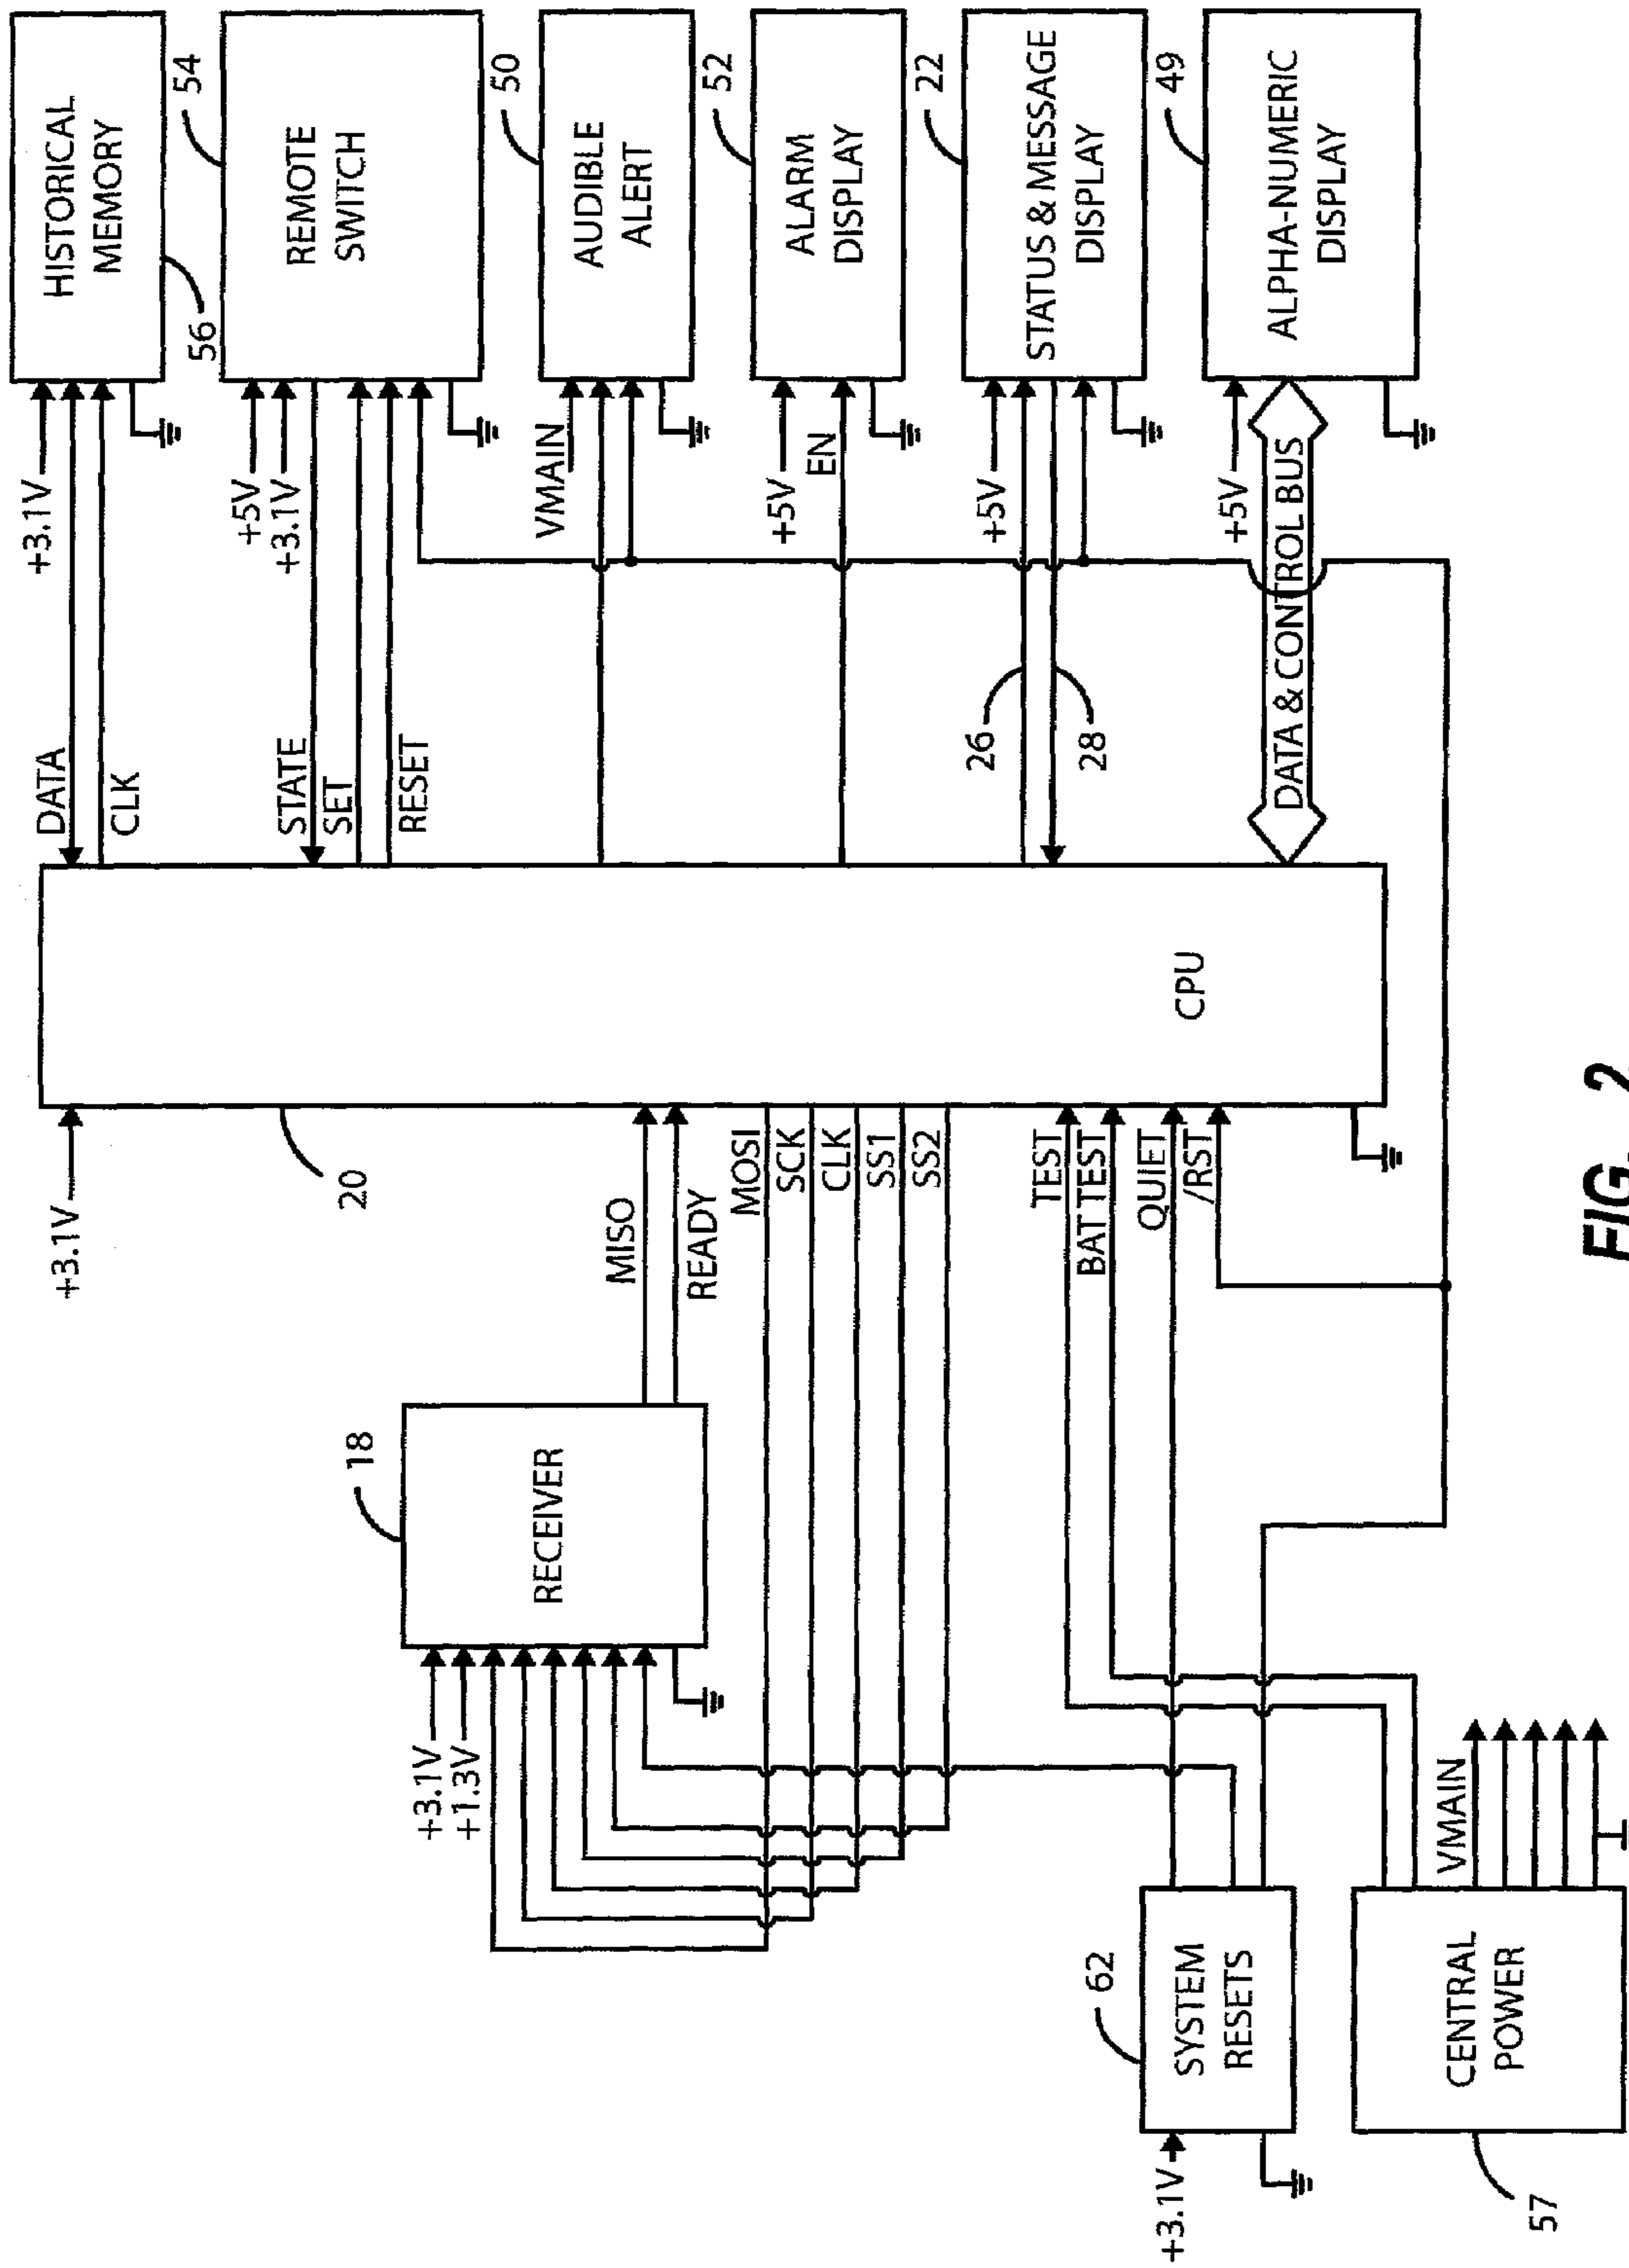 +3.1V
20
CPU
+3.1V
DATA
CLK
HISTORICAL
MEMORY
56
+5V
+3.1V
STATE
SET
RESET
REMOTE
SWITCH
54
VMAIN
AUDIBLE
ALERT
50
+5V
EN
ALARM
DISPLAY
52
+5V
26
28
STATUS & MESSAGE
DISPLAY
22
+5V
DATA & CONTROL BUS
ALPHA-NUMERIC
DISPLAY
49
+3.1V
+1.3V
RECEIVER
18
MISO
READY
MOSI
SCK
CLK
SS1
SS2
TEST
BAT TEST
QUIET
/RST
+3.1V
SYSTEM
RESETS
62
CENTRAL
POWER
57
VMAIN
FIG. 2